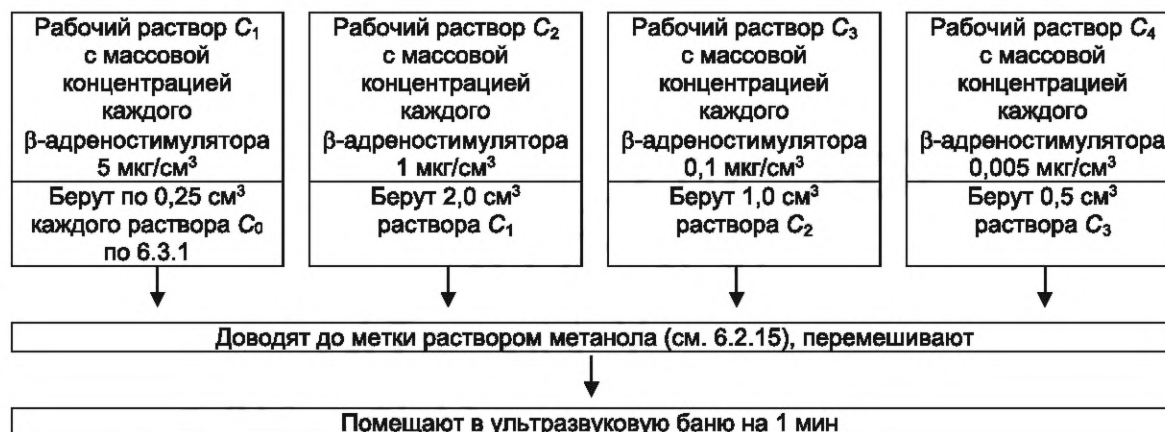 Рабочий раствор C₁
с массовой
концентрацией
каждого
β-адреностимулятора
5 мкг/см³
Берут по 0,25 см³
каждого раствора C₀
по 6.3.1
Рабочий раствор C₂
с массовой
концентрацией
каждого
β-адреностимулятора
1 мкг/см³
Берут 2,0 см³
раствора C₁
Рабочий раствор C₃
с массовой
концентрацией
каждого
β-адреностимулятора
0,1 мкг/см³
Берут 1,0 см³
раствора C₂
Рабочий раствор C₄
с массовой
концентрацией
каждого
β-адреностимулятора
0,005 мкг/см³
Берут 0,5 см³
раствора C₃
Доводят до метки раствором метанола (см. 6.2.15), перемешивают
Помещают в ультразвуковую баню на 1 мин